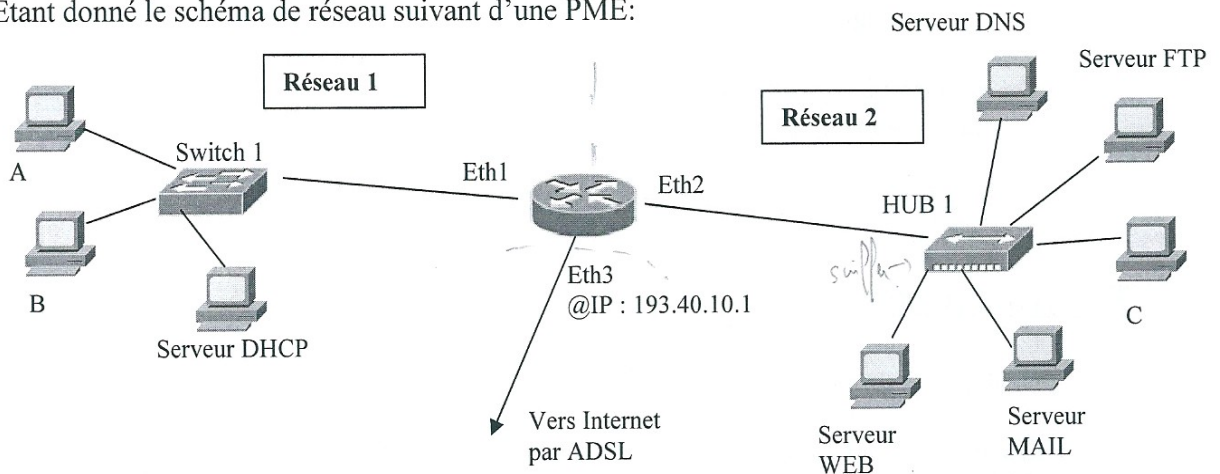 Etant donné le schéma de réseau suivant d'une PME:
Serveur DNS
Serveur FTP
Réseau 1
Réseau 2
A
Switch 1
Eth1
Eth2
HUB 1
B
Eth3
@IP : 193.40.10.1
C
Serveur DHCP
Vers Internet
par ADSL
Serveur
WEB
Serveur
MAIL